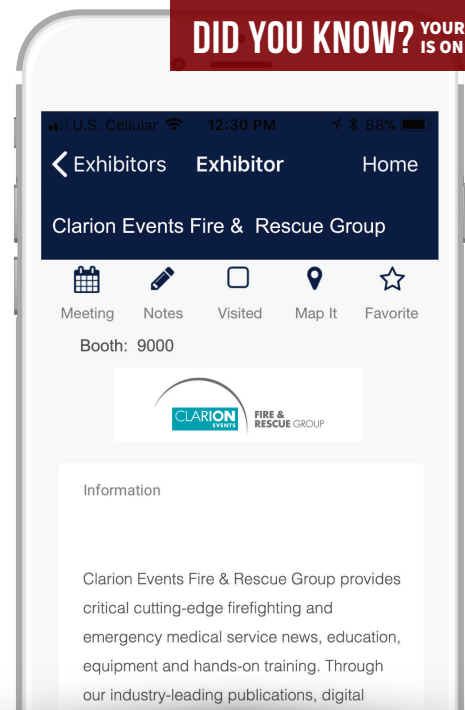 DID YOU KNOW? YOUR
IS ON
U.S. Cellular 12:30 PM 88%
Exhibitors Exhibitor Home
Clarion Events Fire & Rescue Group
Meeting Notes Visited Map It Favorite
Booth: 9000
CLARION
EVENTS
FIRE &
RESCUE GROUP
Information
Clarion Events Fire & Rescue Group provides
critical cutting-edge firefighting and
emergency medical service news, education,
equipment and hands-on training. Through
our industry-leading publications, digital